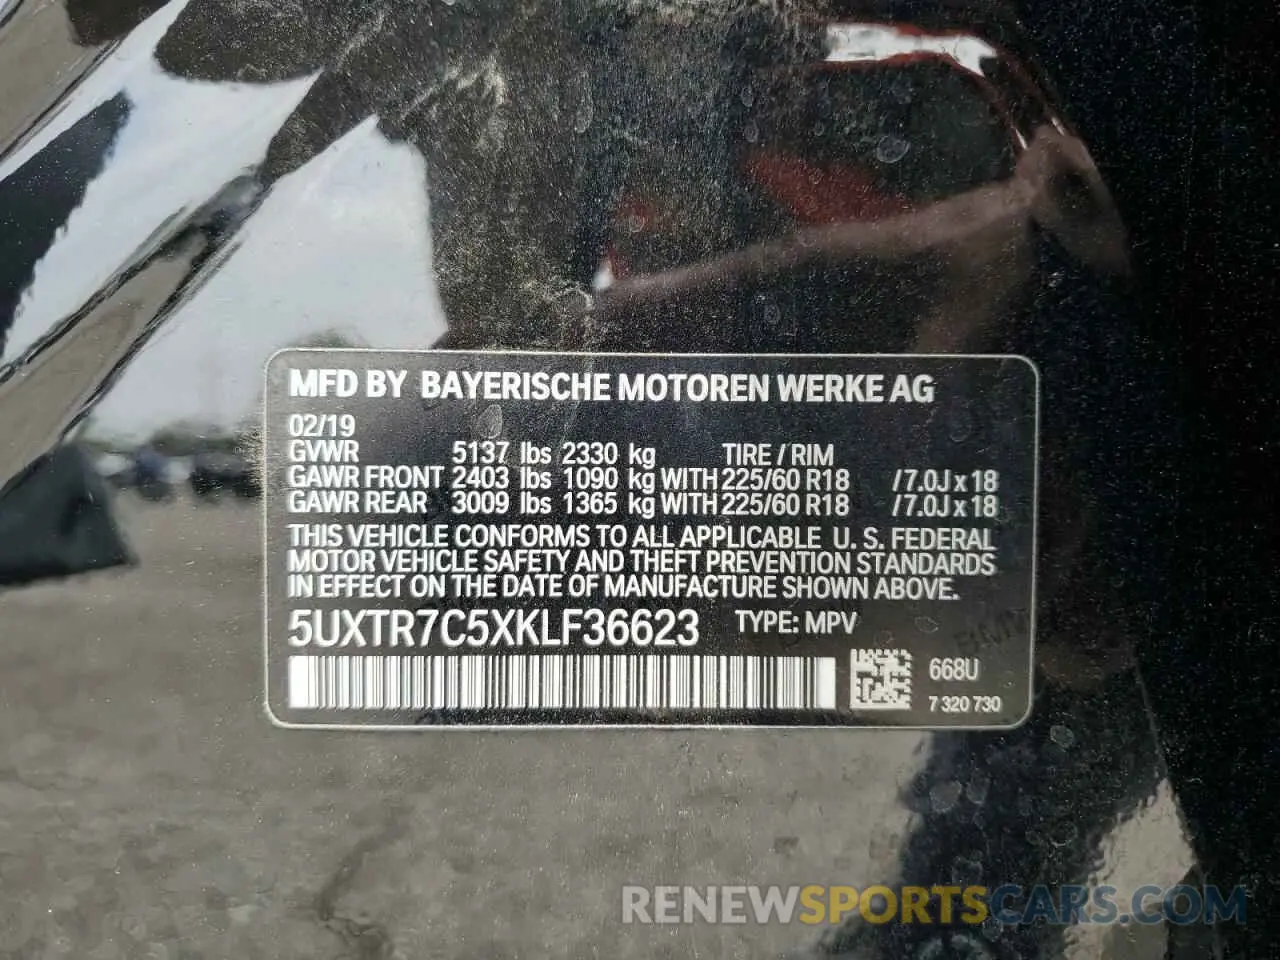 MFD BY BAYERISCHE MOTOREN WERKE AG
02/19
GVWR 5137 lbs 2330 kg TIRE / RIM
GAWR FRONT 2403 lbs 1090 kg WITH 225/60 R18 /7.0J x 18
GAWR REAR 3009 lbs 1365 kg WITH 225/60 R18 /7.0J x 18
THIS VEHICLE CONFORMS TO ALL APPLICABLE U. S. FEDERAL
MOTOR VEHICLE SAFETY AND THEFT PREVENTION STANDARDS
IN EFFECT ON THE DATE OF MANUFACTURE SHOWN ABOVE.
5UXTR7C5XKLF36623 TYPE: MPV
668U
7 320 730
RENEWSPORTSCARS.COM